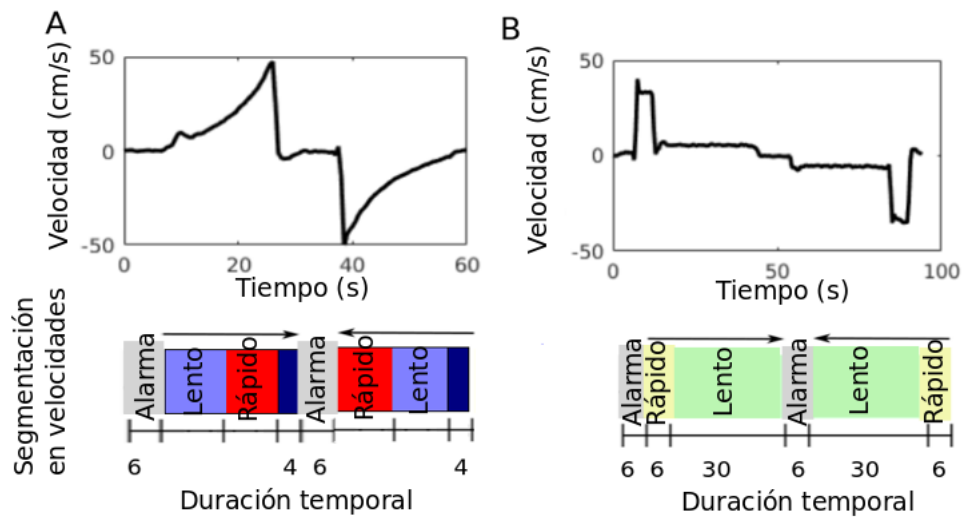 A
Velocidad (cm/s)
50
0
-50
0
20
40
60
Tiempo (s)
B
Velocidad (cm/s)
50
0
-50
0
50
100
Tiempo (s)
Segmentación
en velocidades
Alarma
Lento
Rápido
Alarma
Rápido
Lento
6
4
6
4
Duración temporal
Alarma
Rápido
Lento
Alarma
Lento
Rápido
6
6
30
6
30
6
Duración temporal